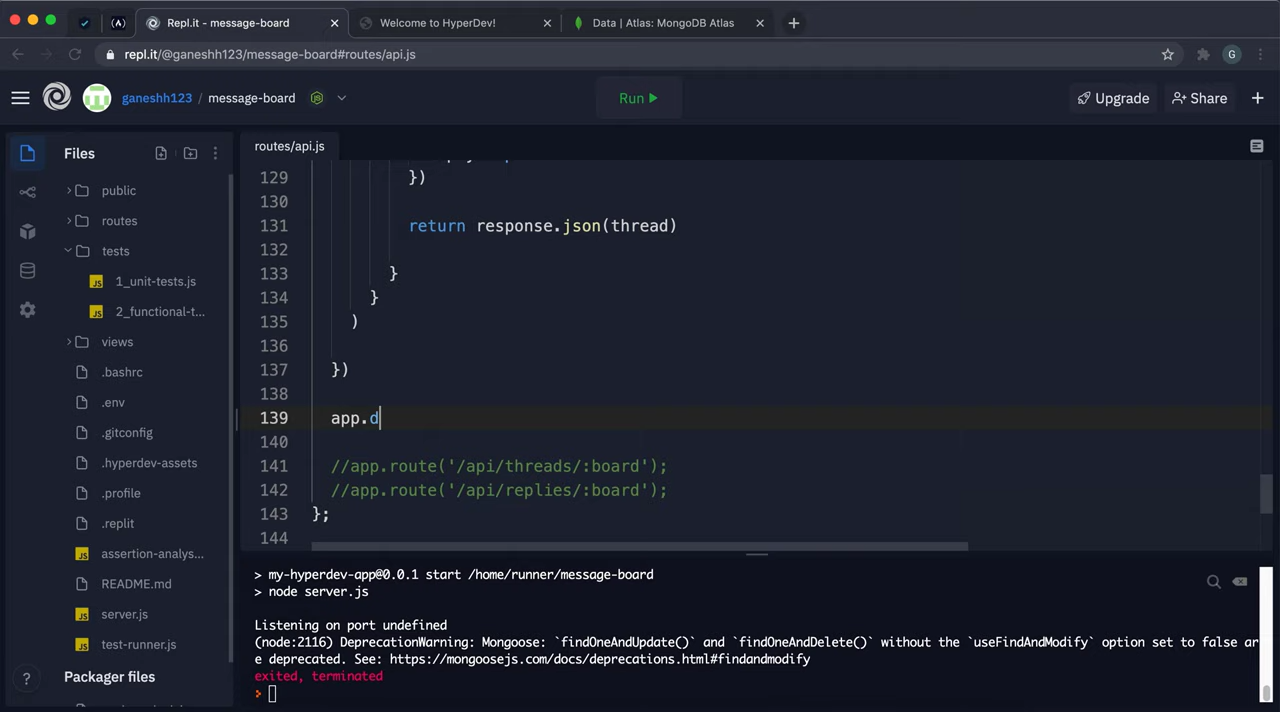 Repl.it - message-board
Welcome to HyperDev!
Data | Atlas: MongoDB Atlas
repl.it/@ganeshh123/message-board#routes/api.js
G
ganeshh123 / message-board
Run
Upgrade
Share
Files
public
routes
tests
1_unit-tests.js
2_functional-t...
views
.bashrc
.env
.gitconfig
.hyperdev-assets
.profile
.replit
assertion-analys...
README.md
server.js
test-runner.js
Packager files
routes/api.js
129 })
130
131 return response.json(thread)
132
133 }
134 }
135 )
136
137 })
138
139 app.d
140
141 //app.route('/api/threads/:board');
142 //app.route('/api/replies/:board');
143 };
144
> my-hyperdev-app@0.0.1 start /home/runner/message-board
> node server.js
Listening on port undefined
(node:2116) DeprecationWarning: Mongoose: `findOneAndUpdate()` and `findOneAndDelete()` without the `useFindAndModify` option set to false ar
e deprecated. See: https://mongoosejs.com/docs/deprecations.html#findandmodify
exited, terminated
>